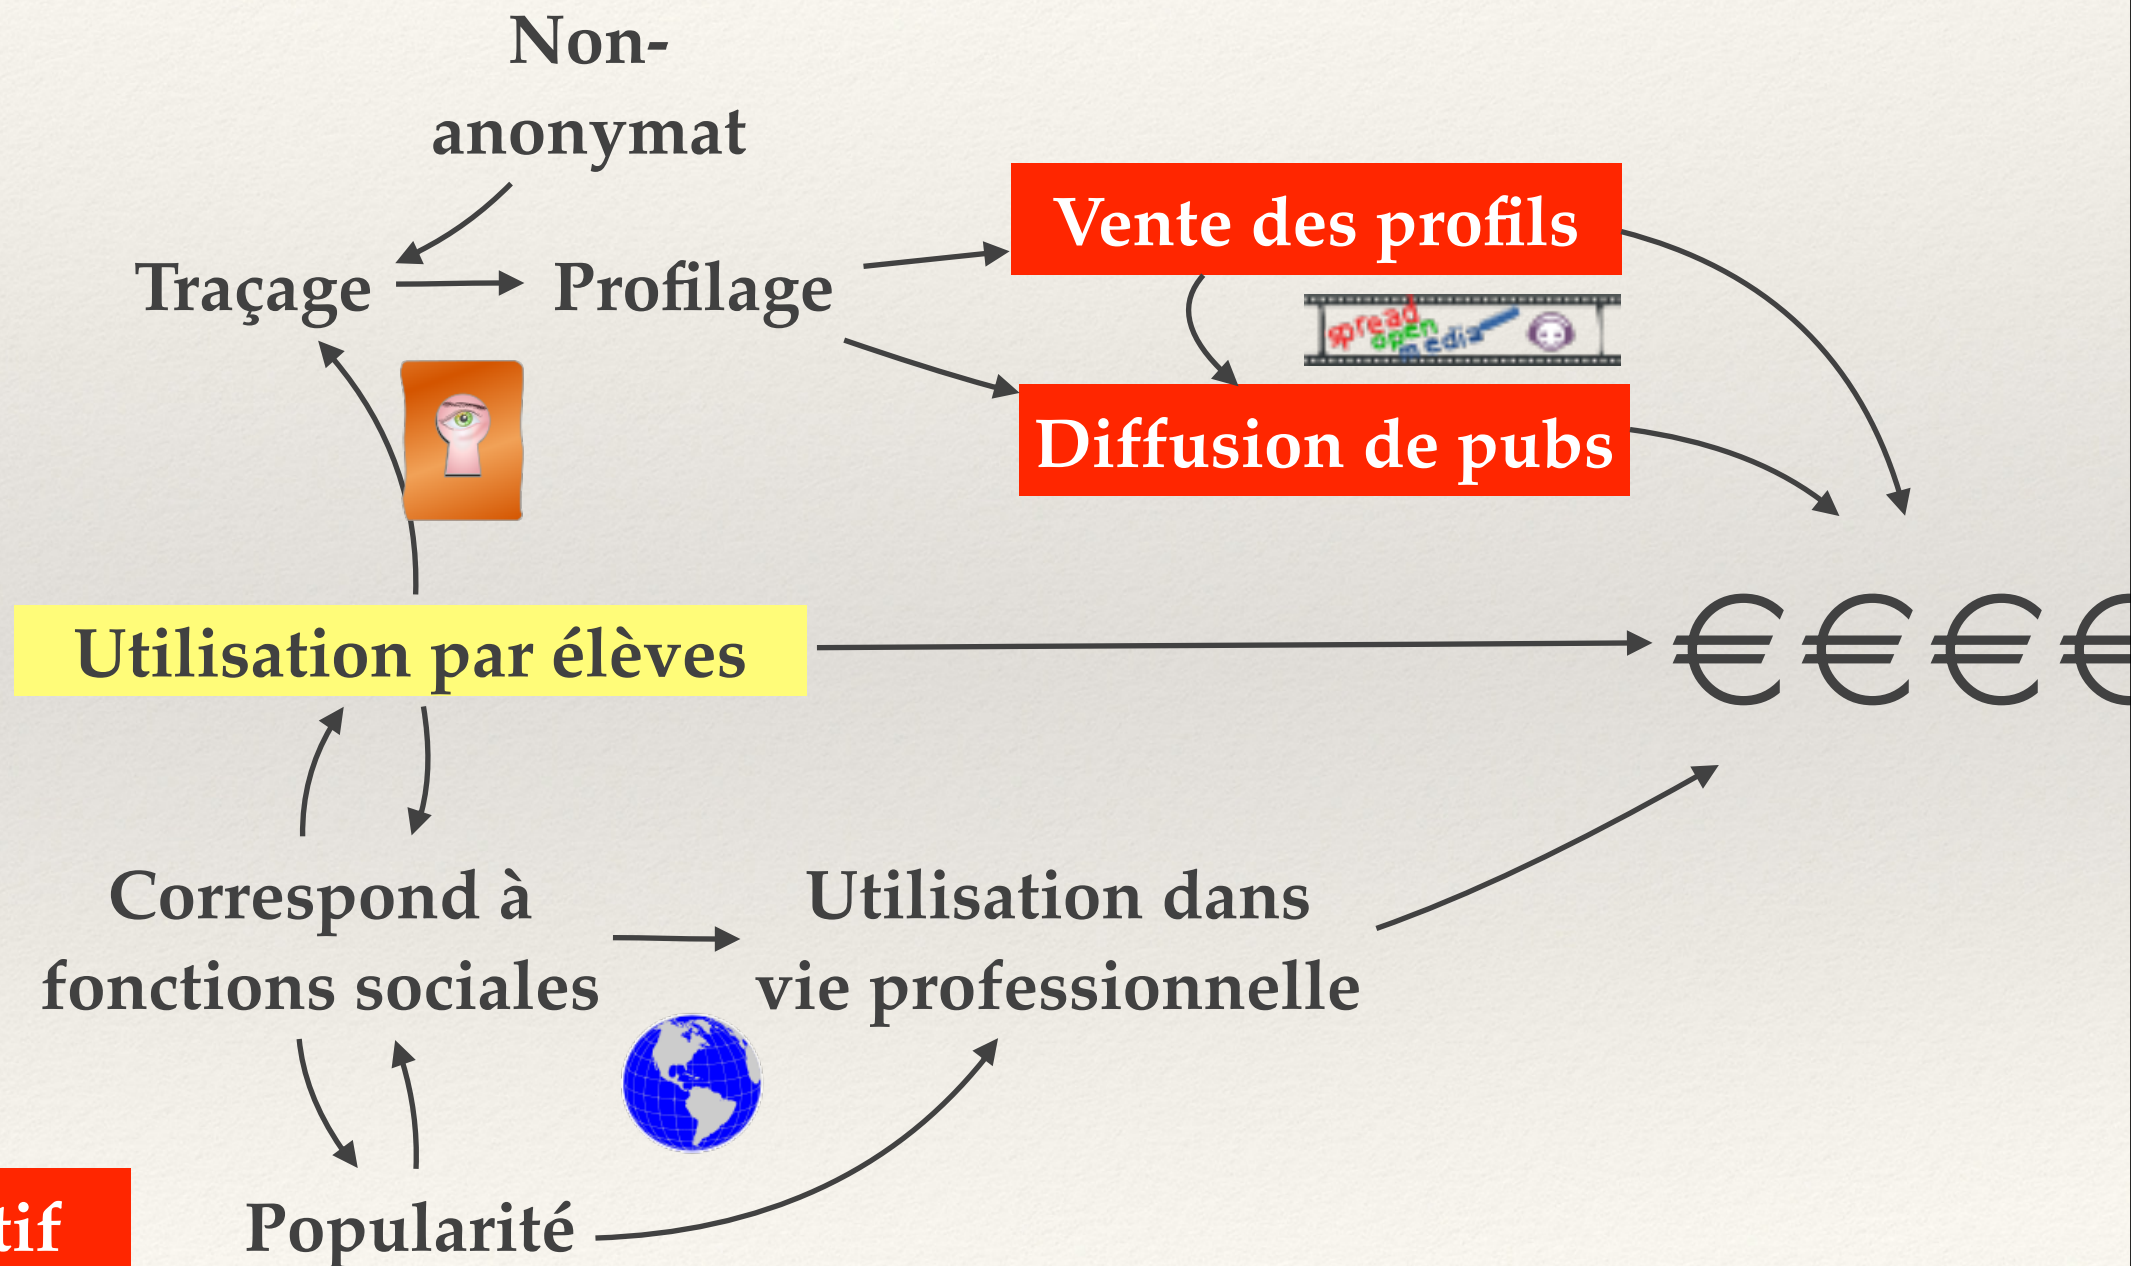 Non-
anonymat
Traçage
Profilage
Vente des profils
spread
open
media
Diffusion de pubs
Utilisation par élèves
€€€€
Correspond à
fonctions sociales
Utilisation dans
vie professionnelle
tif
Popularité